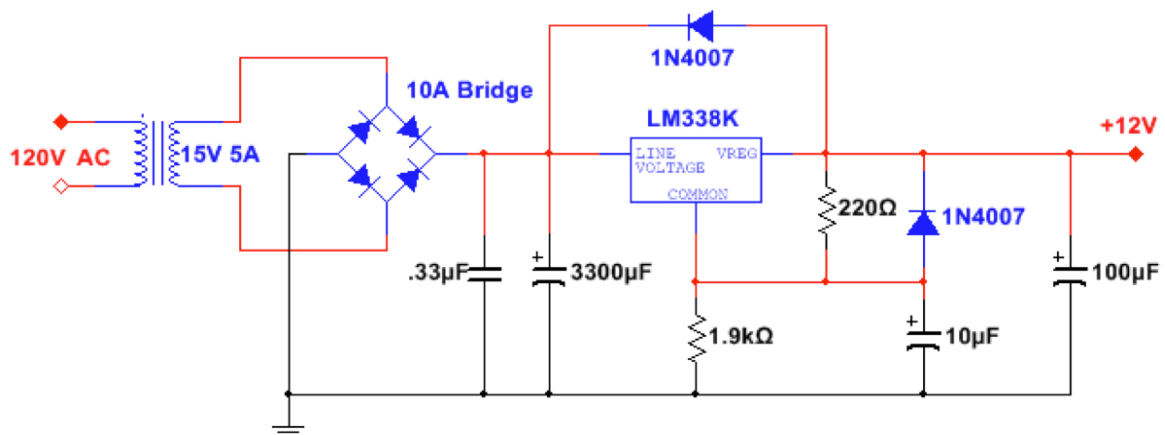 1N4007
10A Bridge
LM338K
+12V
120V AC
15V 5A
LINE VREG
VOLTAGE
COMMON
220Ω
1N4007
.33µF
+
3300µF
+
100µF
1.9kΩ
+
10µF